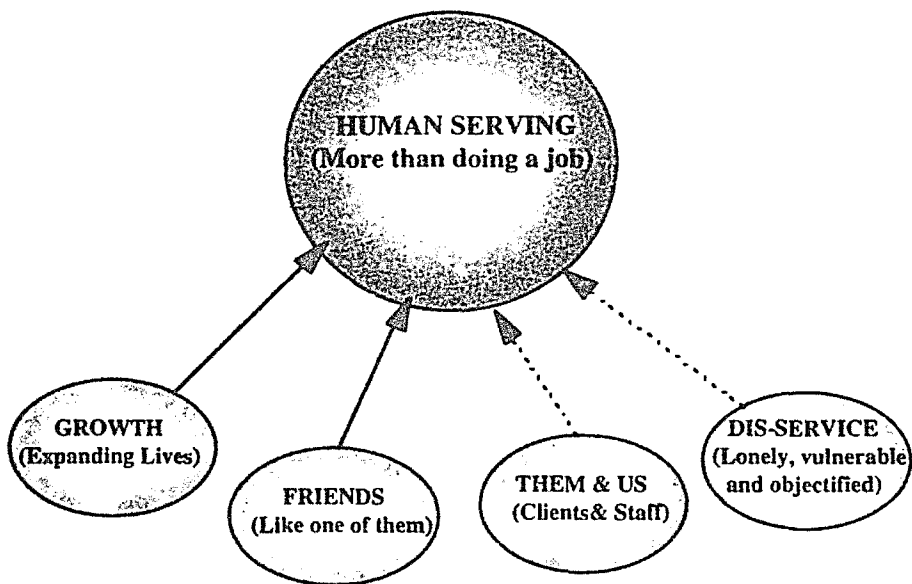 HUMAN SERVING
(More than doing a job)
GROWTH
(Expanding Lives)
FRIENDS
(Like one of them)
THEM & US
(Clients& Staff)
DIS-SERVICE
(Lonely, vulnerable
and objectified)